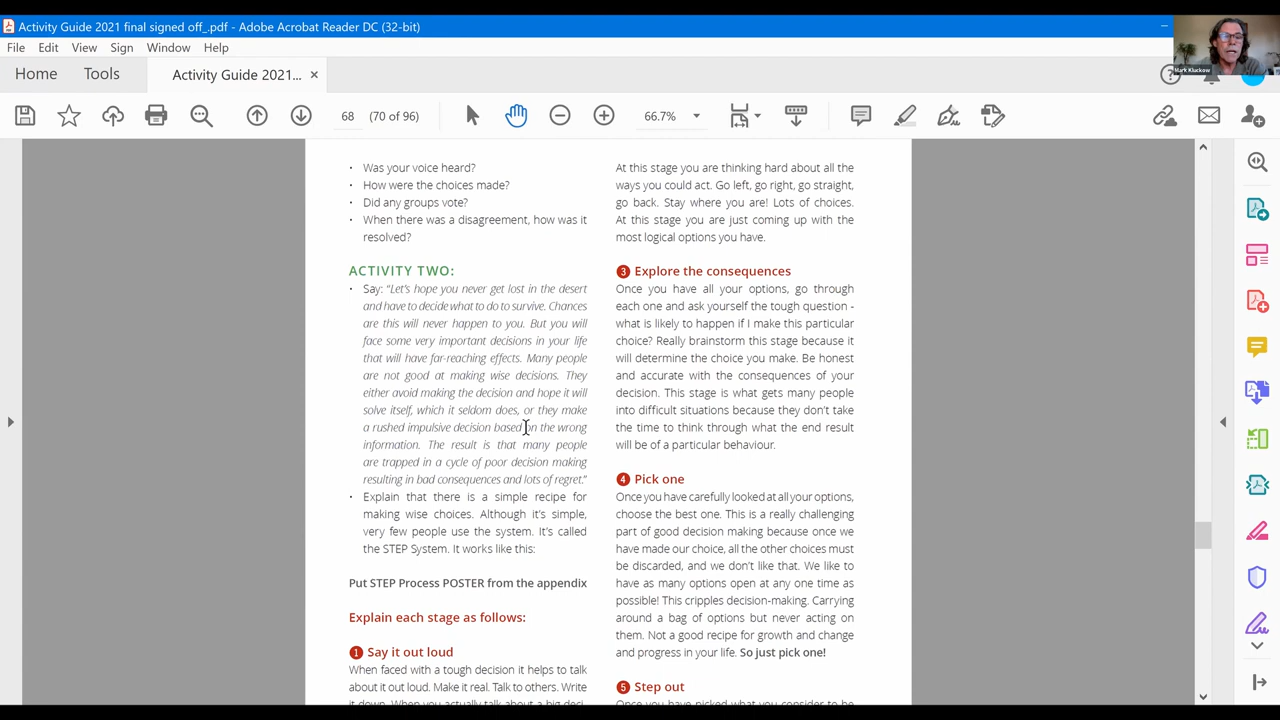 Activity Guide 2021 final signed off_.pdf - Adobe Acrobat Reader DC (32-bit)
File Edit View Sign Window Help
Home Tools Activity Guide 2021... ×
68 (70 of 96) 66.7%
Mark Kluckow
• Was your voice heard?
• How were the choices made?
• Did any groups vote?
• When there was a disagreement, how was it
resolved?
ACTIVITY TWO:
• Say: “Let’s hope you never get lost in the desert
and have to decide what to do to survive. Chances
are this will never happen to you. But you will
face some very important decisions in your life
that will have far-reaching effects. Many people
are not good at making wise decisions. They
either avoid making the decision and hope it will
solve itself, which it seldom does, or they make
a rushed impulsive decision based on the wrong
information. The result is that many people
are trapped in a cycle of poor decision making
resulting in bad consequences and lots of regret.”
• Explain that there is a simple recipe for
making wise choices. Although it’s simple,
very few people use the system. It’s called
the STEP System. It works like this:
Put STEP Process POSTER from the appendix
Explain each stage as follows:
1 Say it out loud
When faced with a tough decision it helps to talk
about it out loud. Make it real. Talk to others. Write
it down. When you actually talk about a big deci-
At this stage you are thinking hard about all the
ways you could act. Go left, go right, go straight,
go back. Stay where you are! Lots of choices.
At this stage you are just coming up with the
most logical options you have.
3 Explore the consequences
Once you have all your options, go through
each one and ask yourself the tough question -
what is likely to happen if I make this particular
choice? Really brainstorm this stage because it
will determine the choice you make. Be honest
and accurate with the consequences of your
decision. This stage is what gets many people
into difficult situations because they don’t take
the time to think through what the end result
will be of a particular behaviour.
4 Pick one
Once you have carefully looked at all your options,
choose the best one. This is a really challenging
part of good decision making because once we
have made our choice, all the other choices must
be discarded, and we don’t like that. We like to
have as many options open at any one time as
possible! This cripples decision-making. Carrying
around a bag of options but never acting on
them. Not a good recipe for growth and change
and progress in your life. So just pick one!
5 Step out
Once you have picked what you consider to be